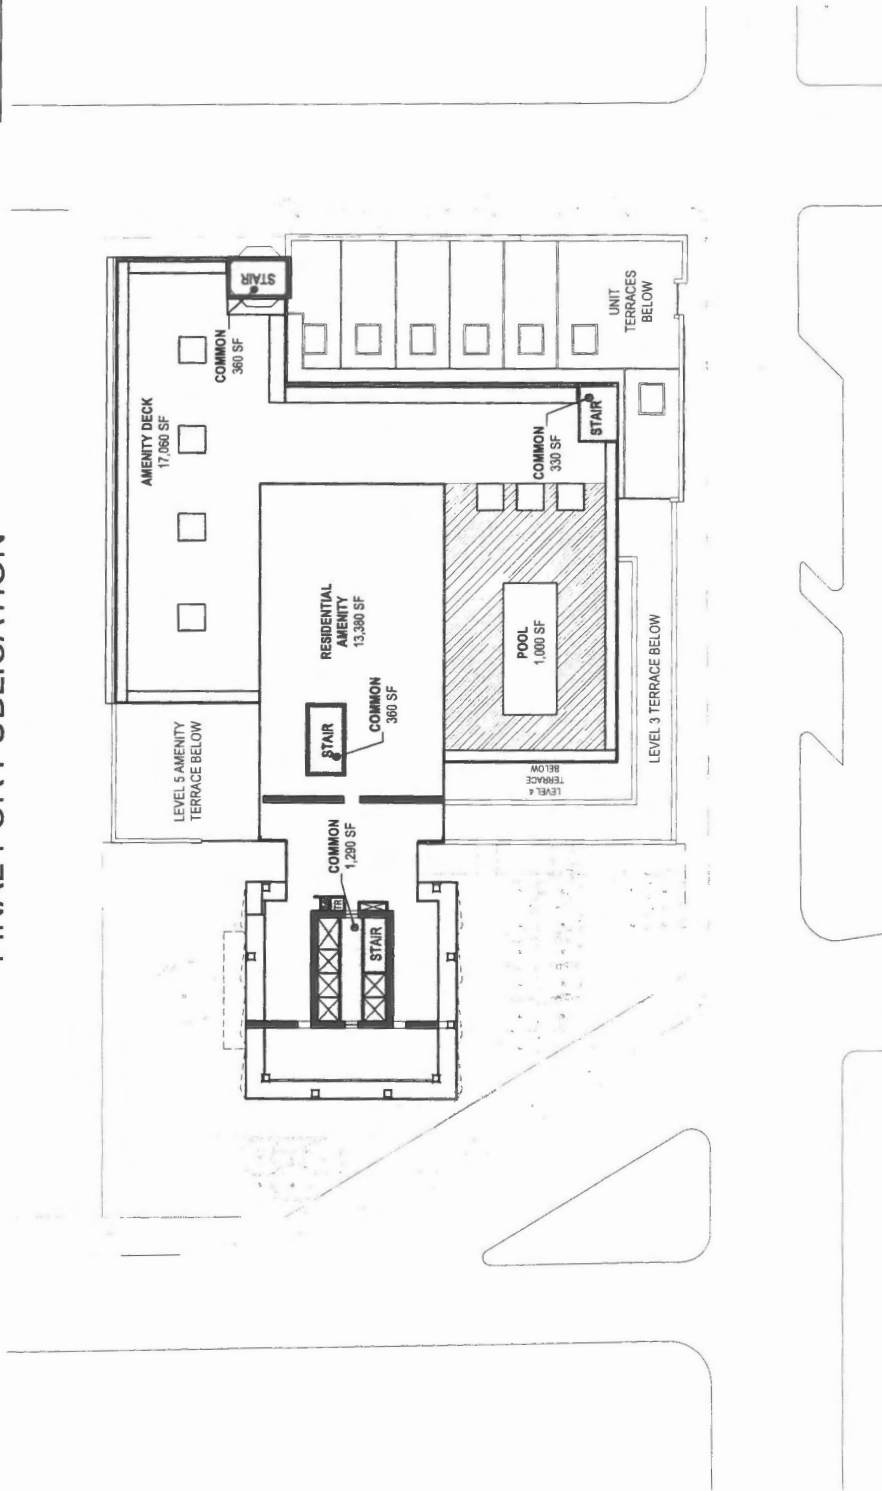 FINAL FOR PUBLICATION
AMENITY DECK
17,060 SF
COMMON
360 SF
STAIR
UNIT
TERRACES
BELOW
STAIR
COMMON
330 SF
RESIDENTIAL
AMENITY
13,380 SF
POOL
1,000 SF
STAIR
COMMON
360 SF
LEVEL 5 AMENITY
TERRACE BELOW
LEVEL 4
TERRACE
BELOW
LEVEL 3 TERRACE BELOW
COMMON
1,290 SF
TR
STAIR